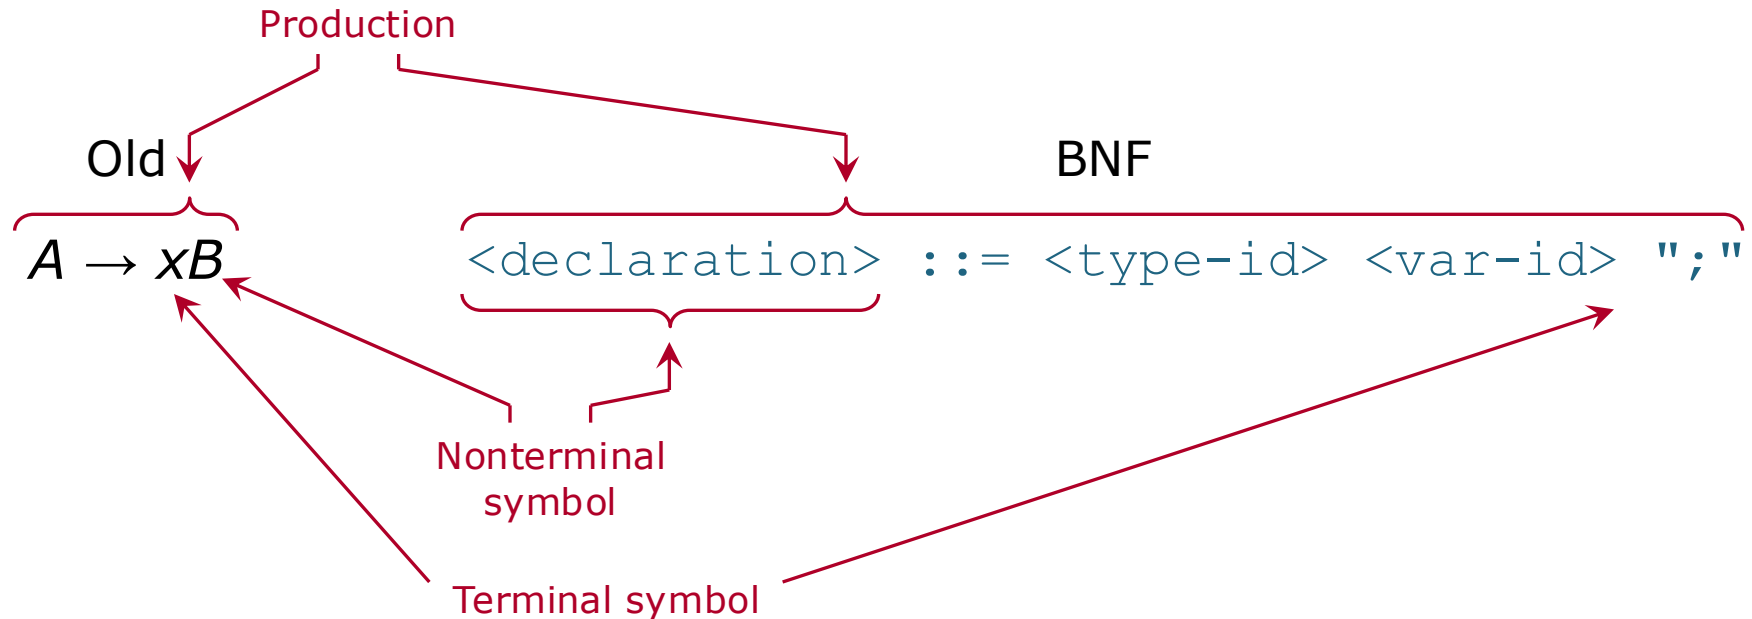 Production
Old
BNF
A → xB
<declaration> ::= <type-id> <var-id> ";"
Nonterminal
symbol
Terminal symbol